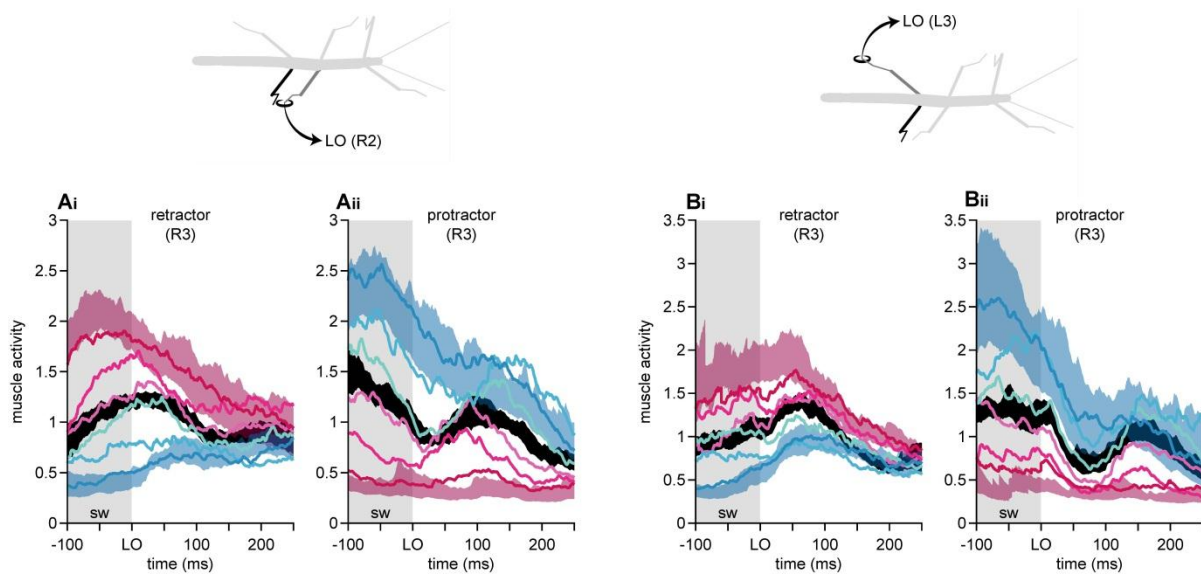 LO (R2)
LO (L3)
Ai
retractor
(R3)
Aii
protractor
(R3)
Bi
retractor
(R3)
Bii
protractor
(R3)
muscle activity
3
2.5
2
1.5
1
0.5
0
sw
-100 LO 100 200
time (ms)
3
2.5
2
1.5
1
0.5
0
sw
-100 LO 100 200
time (ms)
muscle activity
3.5
3
2.5
2
1.5
1
0.5
0
sw
-100 LO 100 200
time (ms)
3.5
3
2.5
2
1.5
1
0.5
0
sw
-100 LO 100 200
time (ms)